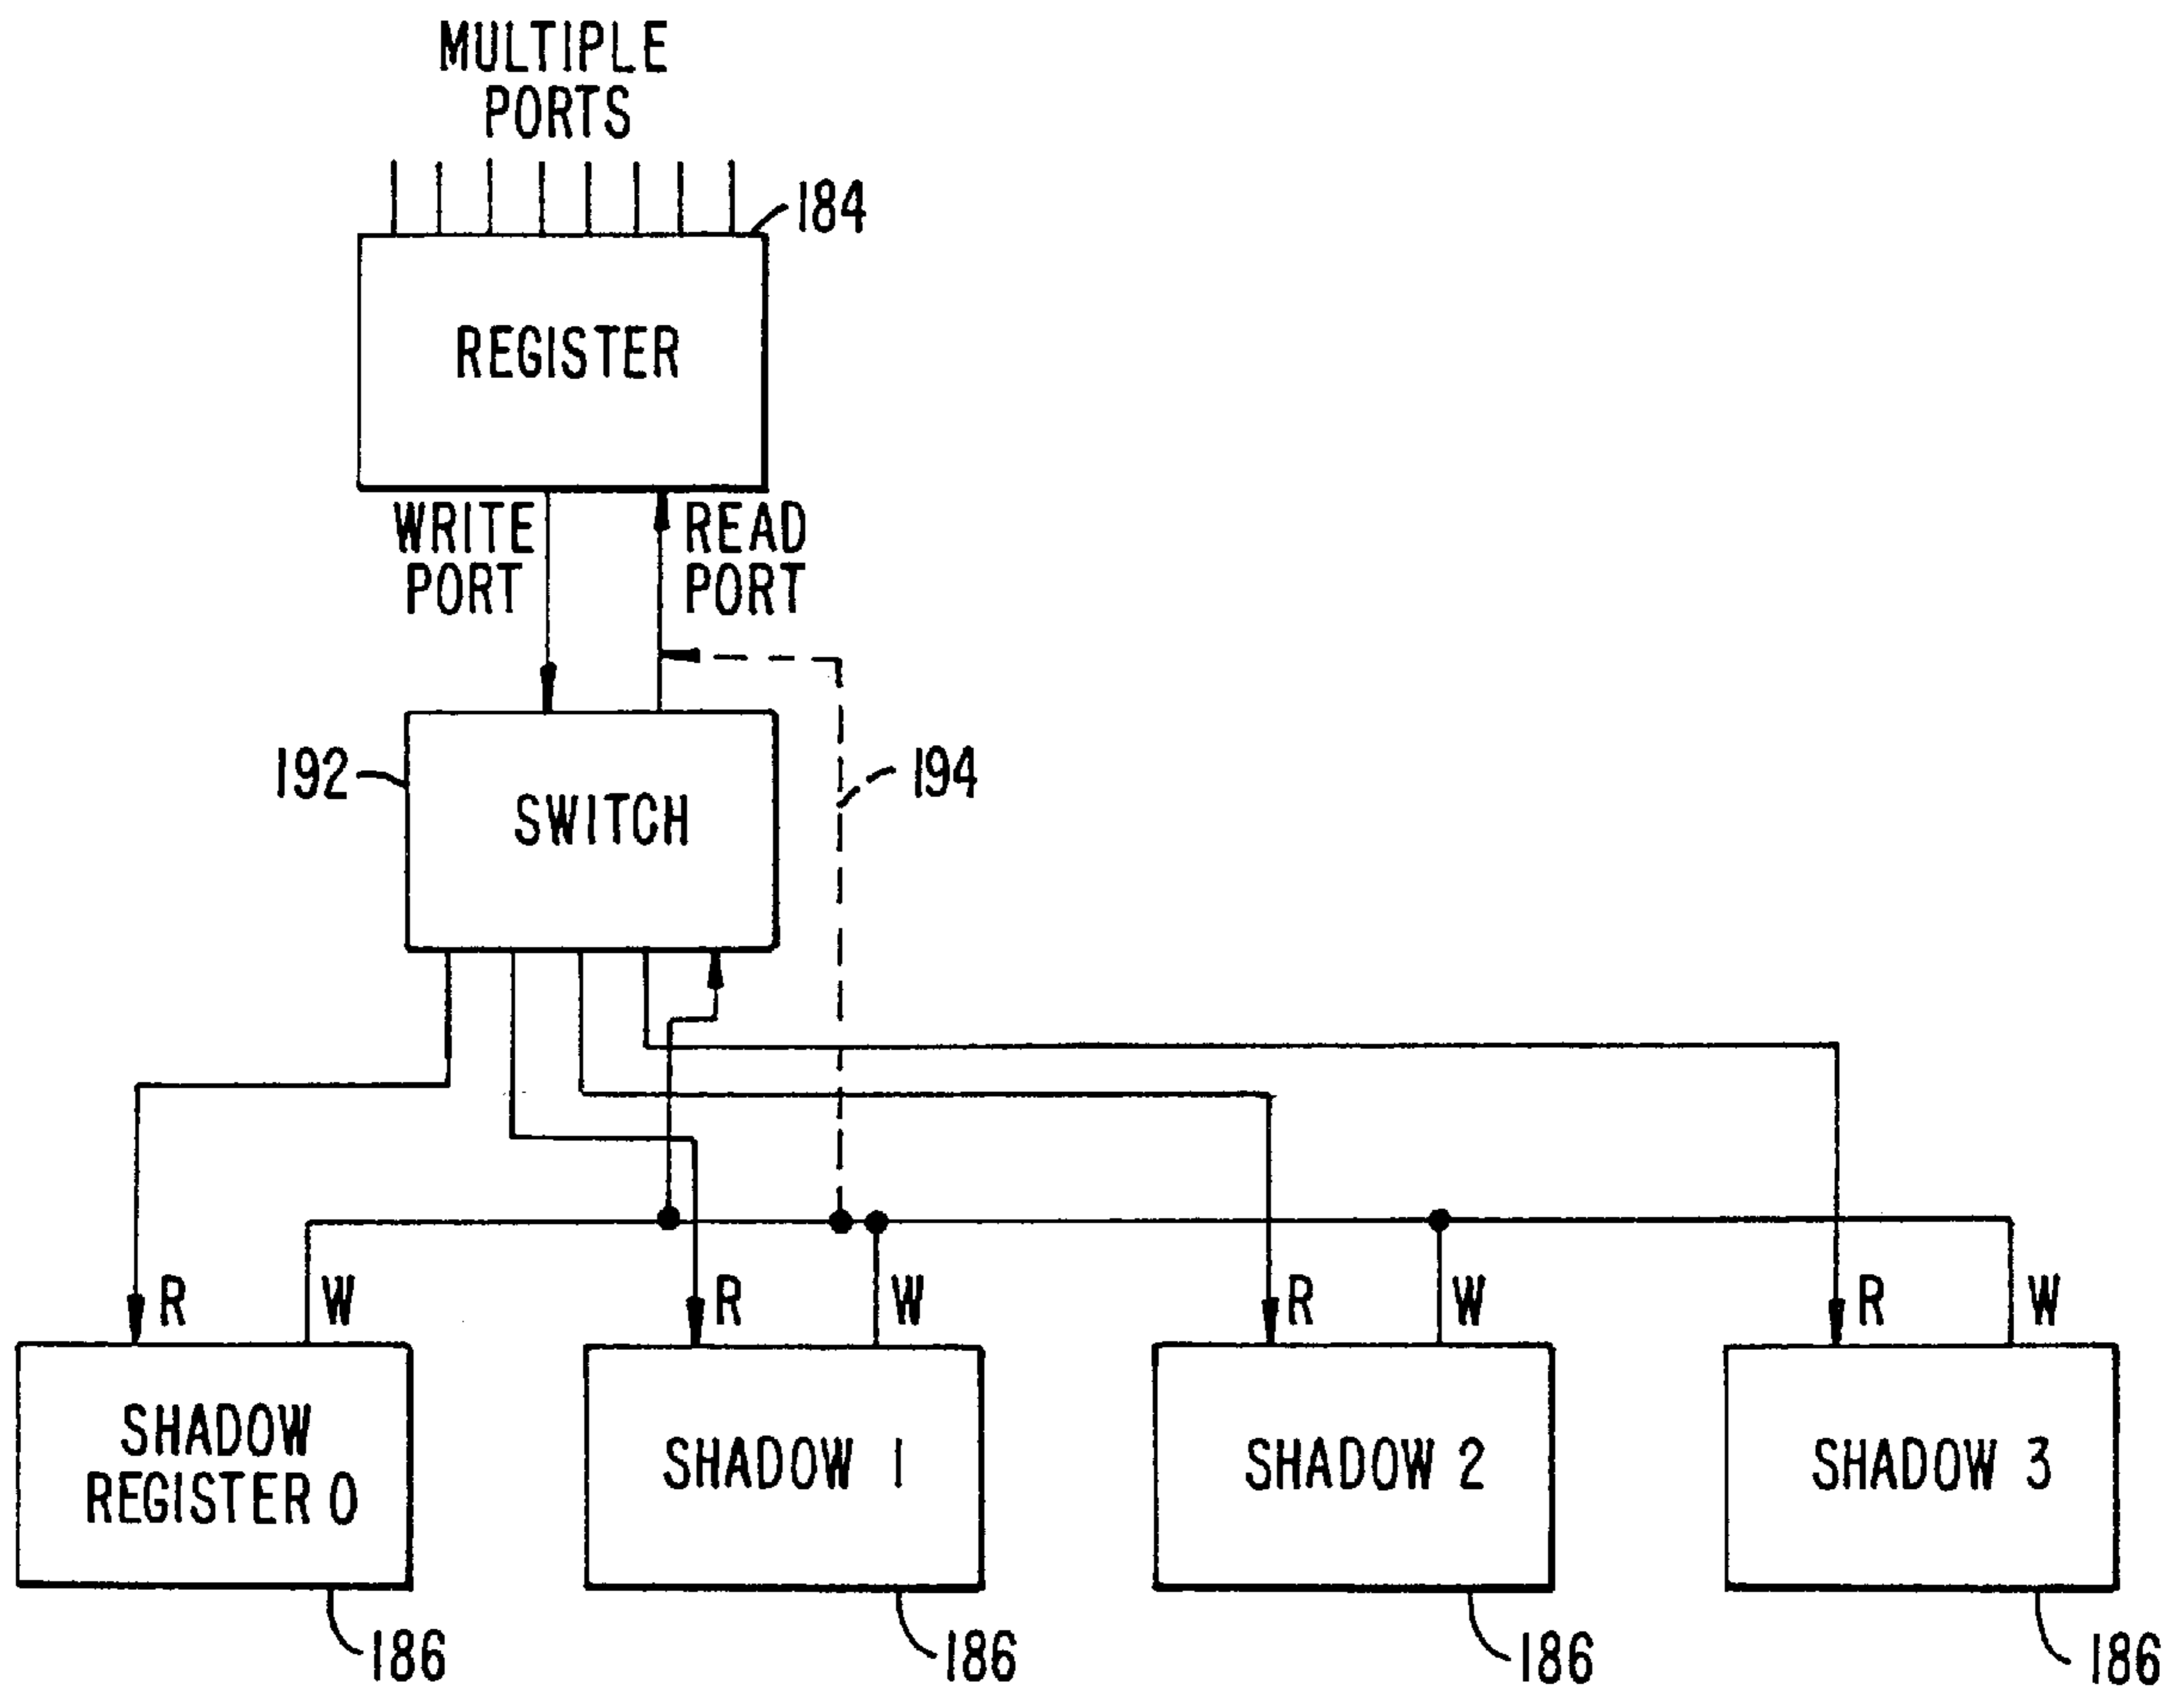 MULTIPLE
PORTS
184
REGISTER
WRITE
PORT
READ
PORT
192
SWITCH
194
R
W
R
W
R
W
R
W
SHADOW
REGISTER 0
SHADOW 1
SHADOW 2
SHADOW 3
186
186
186
186